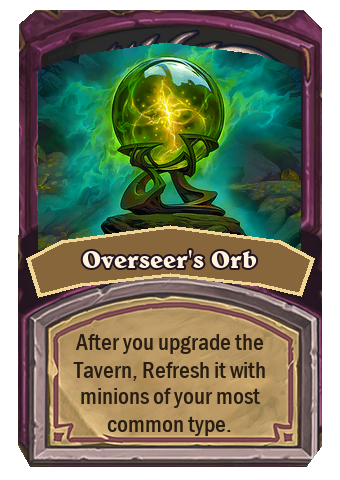 Overseer's Orb
After you upgrade the
Tavern, Refresh it with
minions of your most
common type.